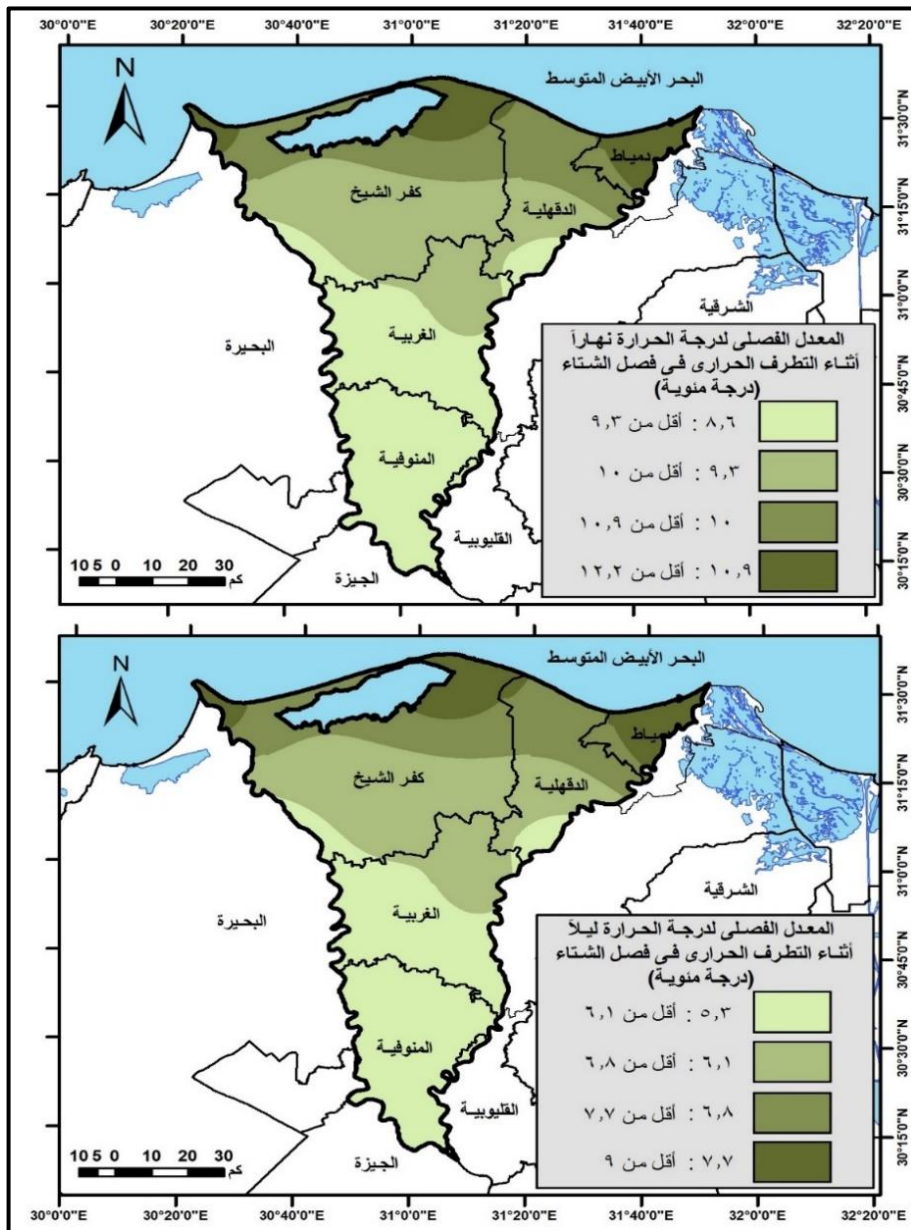 30°0'0"E 30°20'0"E 30°40'0"E 31°0'0"E 31°20'0"E 31°40'0"E 32°0'0"E 32°20'0"E
N
البحر الأبيض المتوسط
31°30'0"N
دمياط
كفر الشيخ
الدقهلية
31°15'0"N
31°0'0"N
الشرقية
الغربية
البحيرة
30°45'0"N
المنوفية
30°30'0"N
القليوبية
الجيزة
30°15'0"N
10 5 0 10 20 30
كم
المعدل الفصلى لدرجة الحرارة نهاراً
أثناء التطرف الحرارى فى فصل الشتاء
(درجة مئوية)
٨,٦ : أقل من ٩,٣
٩,٣ : أقل من ١٠
١٠ : أقل من ١٠,٩
١٠,٩ : أقل من ١٢,٢
N
البحر الأبيض المتوسط
31°30'0"N
دمياط
كفر الشيخ
الدقهلية
31°15'0"N
31°0'0"N
الشرقية
الغربية
البحيرة
30°45'0"N
المنوفية
30°30'0"N
القليوبية
الجيزة
30°15'0"N
10 5 0 10 20 30
كم
المعدل الفصلى لدرجة الحرارة ليلاً
أثناء التطرف الحرارى فى فصل الشتاء
(درجة مئوية)
٥,٣ : أقل من ٦,١
٦,١ : أقل من ٦,٨
٦,٨ : أقل من ٧,٧
٧,٧ : أقل من ٩
30°0'0"E 30°20'0"E 30°40'0"E 31°0'0"E 31°20'0"E 31°40'0"E 32°0'0"E 32°20'0"E